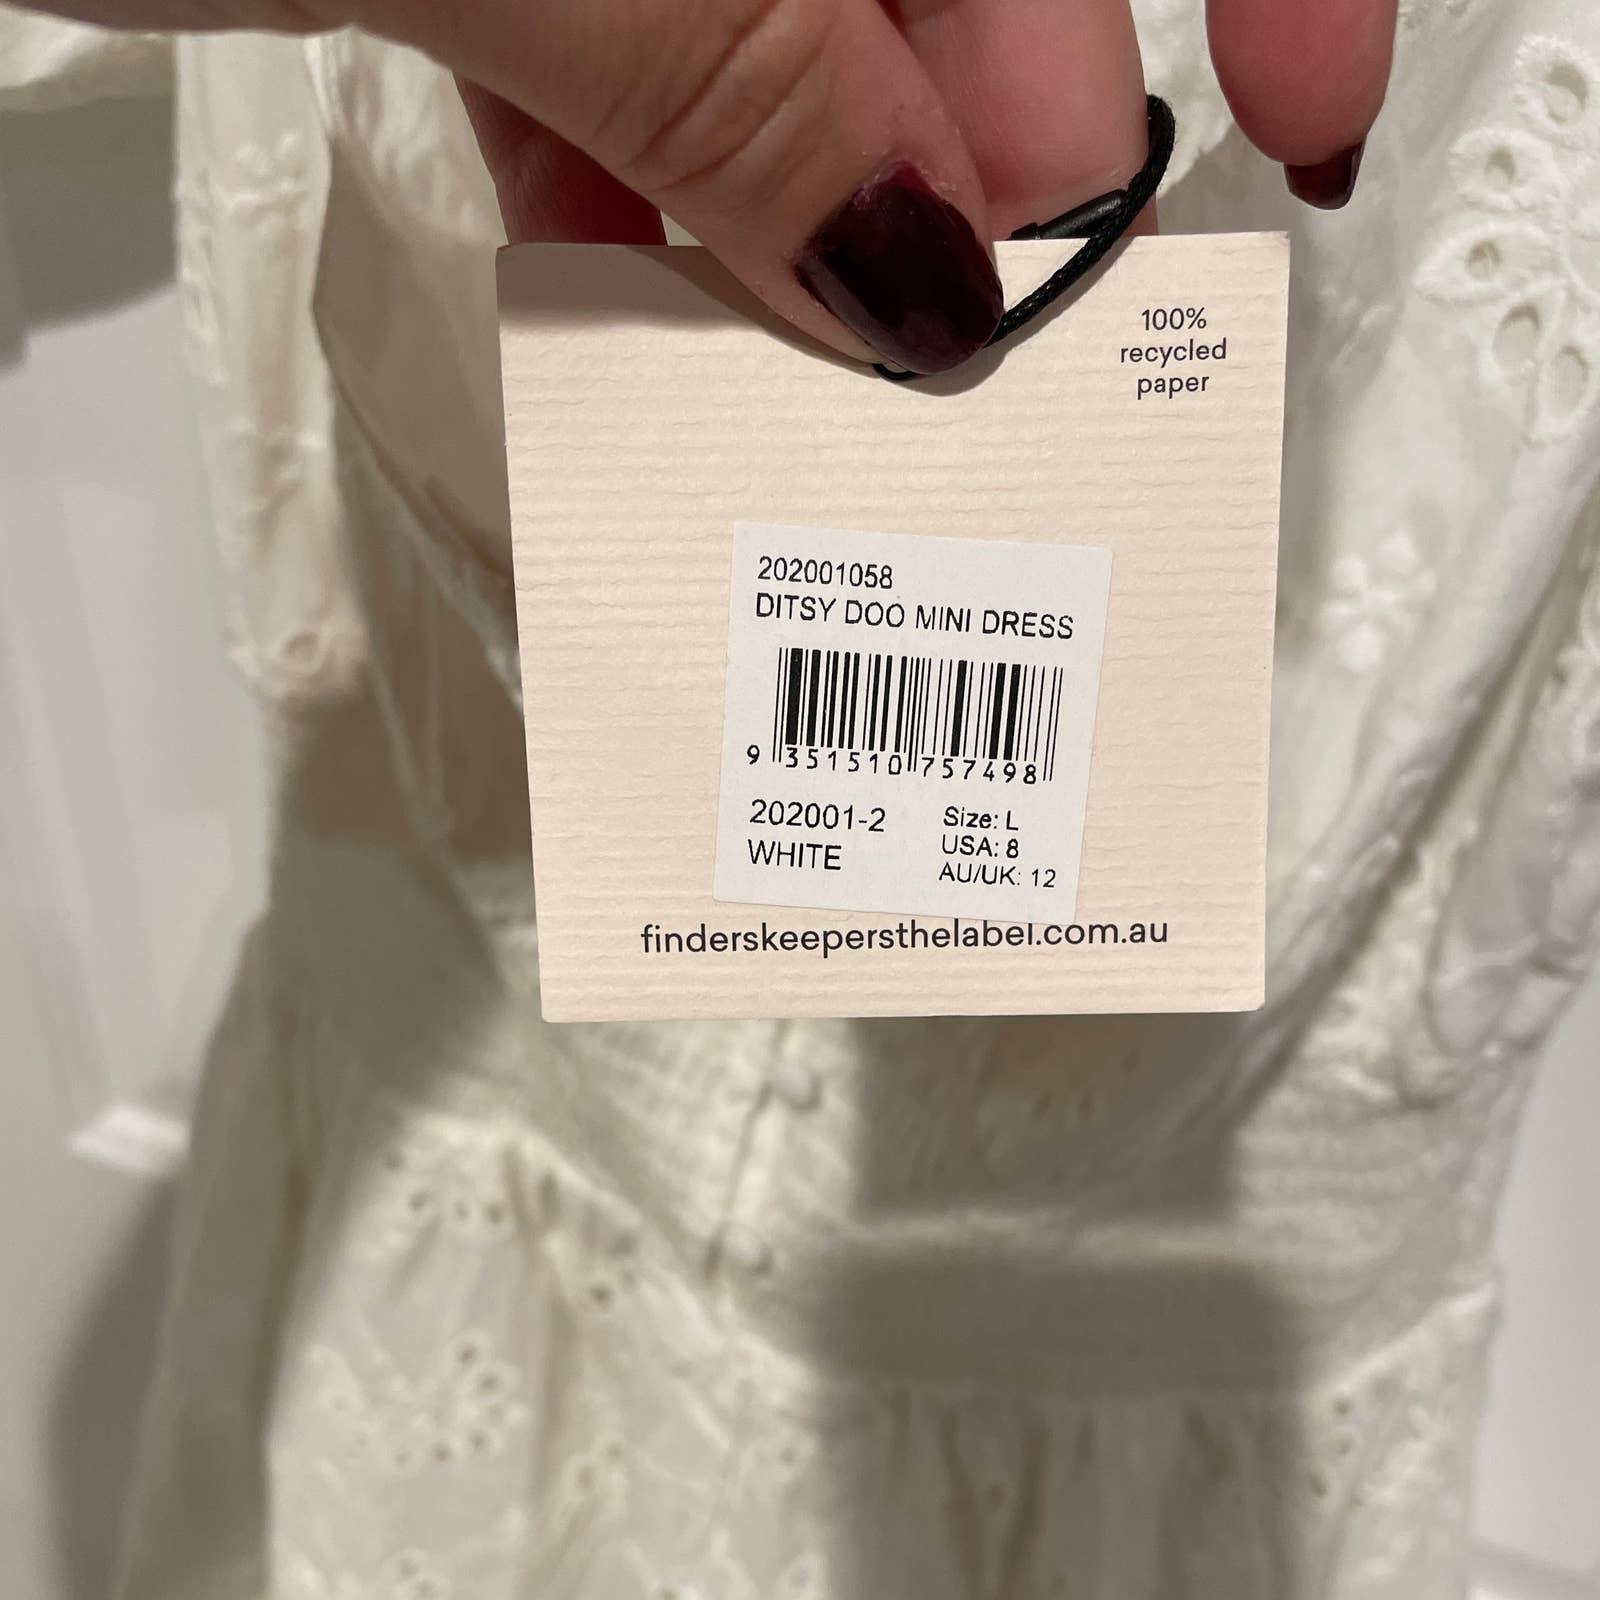 100%
recycled
paper
202001058
DITSY DOO MINI DRESS
9 351510 757498
202001-2
WHITE
Size: L
USA: 8
AU/UK: 12
finderskeepersthelabel.com.au